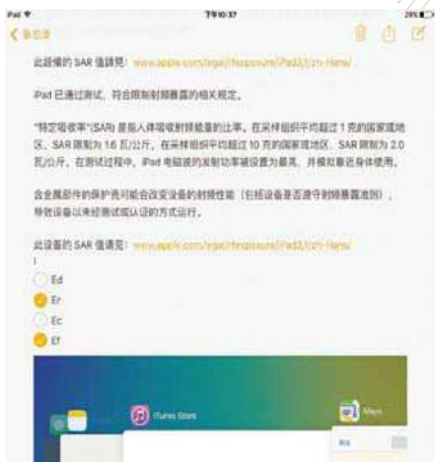 iPad
下午10:37
29%
备忘录
此設備的 SAR 值請見: www.apple.com/legal/rfexposure/iPad3,1/zh-Hans/
iPad 已通过测试，符合限制射频暴露的相关规定。
“特定吸收率”(SAR) 是指人体吸收射频能量的比率。在采样组织平均超过 1 克的国家或地
区，SAR 限制为 1.6 瓦/公斤，在采样组织平均超过 10 克的国家或地区，SAR 限制为 2.0
瓦/公斤。在测试过程中，iPad 电磁波的发射功率被设置为最高，并模拟靠近身体使用。
含金属部件的保护壳可能会改变设备的射频性能（包括设备是否遵守射频暴露准则），
导致设备以未经测试或认证的方式运行。
此设备的 SAR 值请见: www.apple.com/legal/rfexposure/iPad3,1/zh-Hans/
Ed
Er
Ec
Ef
iTunes Store
Maps